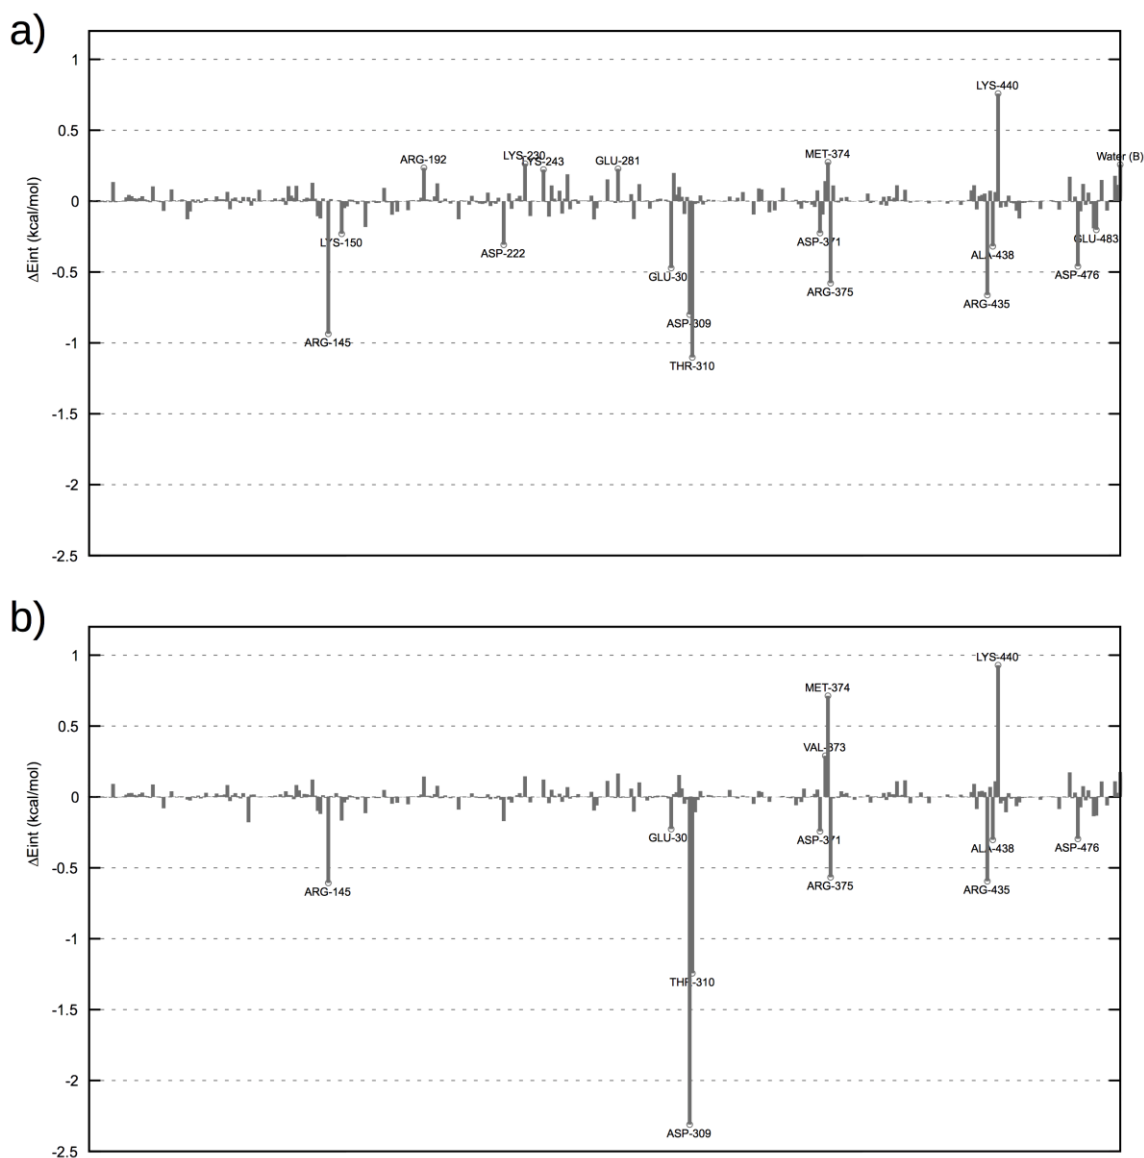 a)
1
LYS-440
0.5
ARG-192
LYS-230
LYS-243
GLU-281
MET-374
Water (B)
0
LYS-150
ASP-222
ASP-371
ALA-438
GLU-483
ΔEint (kcal/mol)
-0.5
GLU-30
ARG-375
ARG-435
ASP-476
ASP-309
-1
ARG-145
THR-310
-1.5
-2
-2.5
b)
1
LYS-440
MET-374
0.5
VAL-373
0
ΔEint (kcal/mol)
GLU-30
ASP-371
ALA-438
ASP-476
-0.5
ARG-145
ARG-375
ARG-435
-1
THR-310
-1.5
-2
ASP-309
-2.5